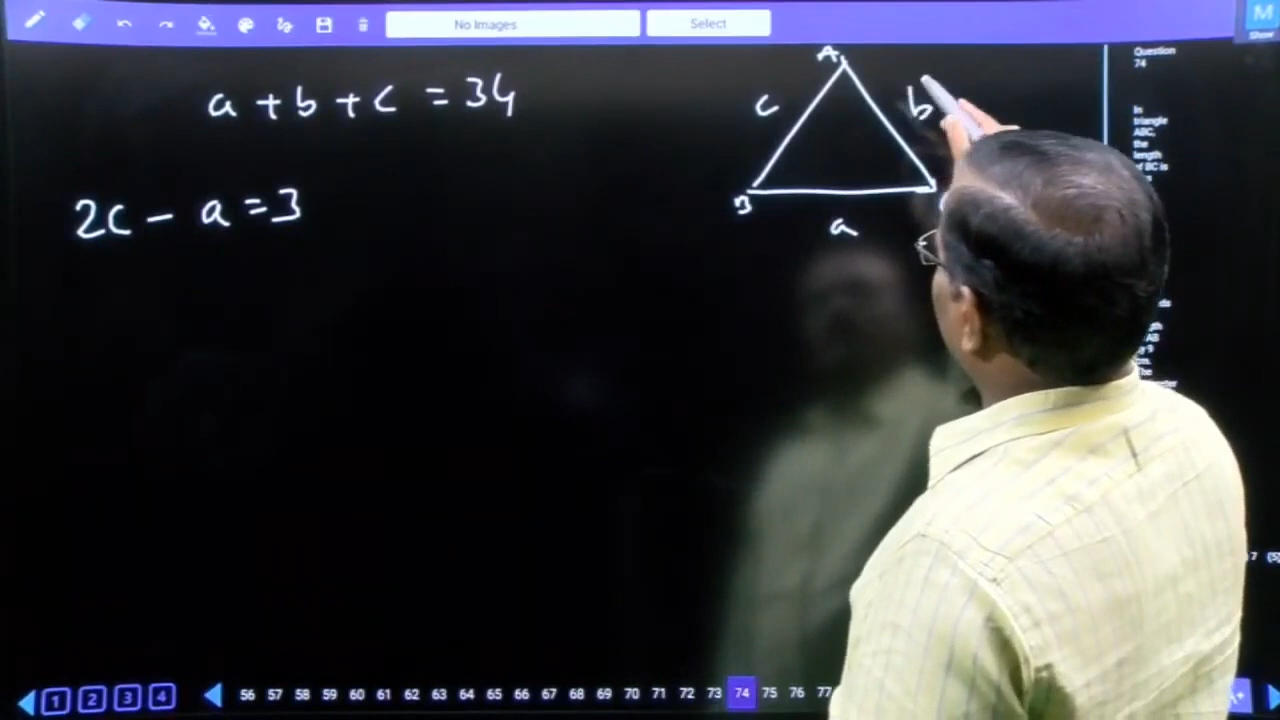 No Images
Select
M
Show
Question
74
a + b + c = 34
2c - a = 3
A
c
b
B
a
In
triangle
ABC,
the
length
of BC is
1
2
3
4
56 57 58 59 60 61 62 63 64 65 66 67 68 69 70 71 72 73 74 75 76 77